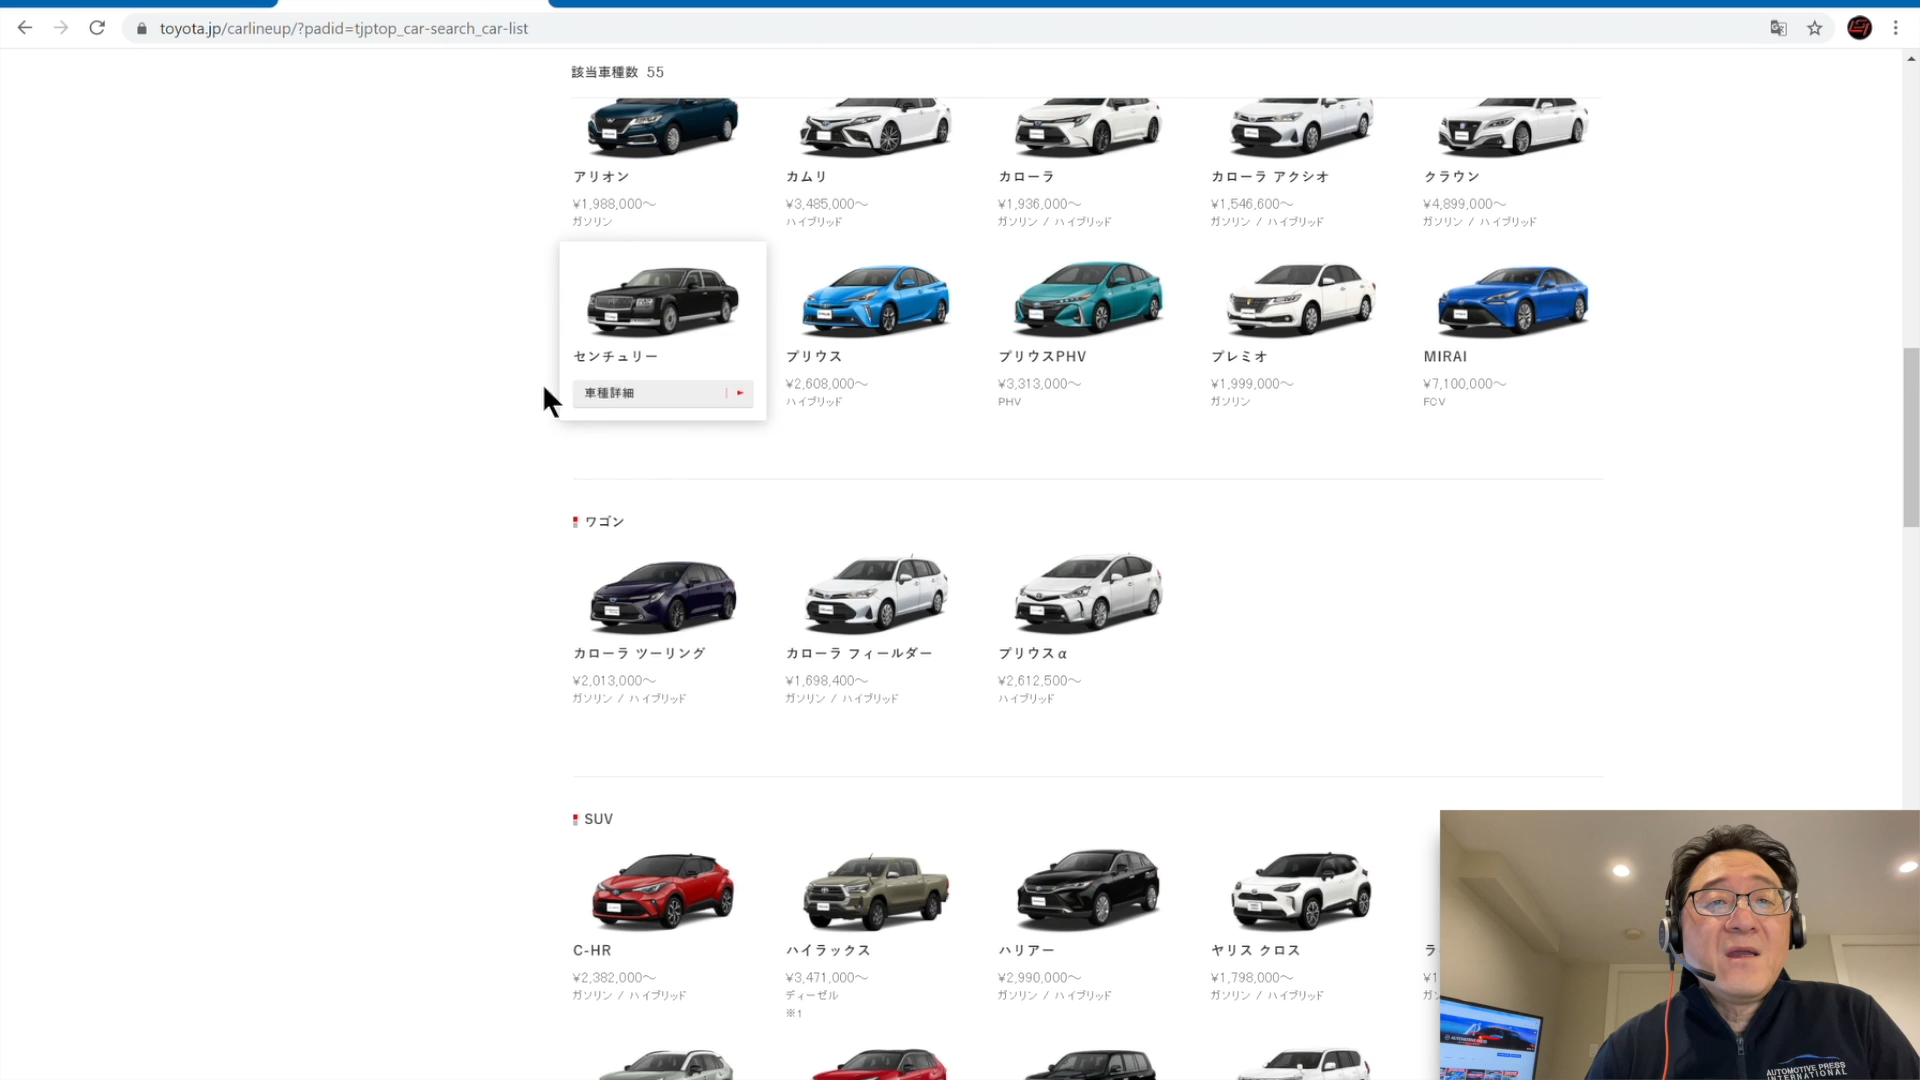 toyota.jp/carlineup/?padid=tjptop_car-search_car-list
該当車種数 55
アリオン
¥1,988,000〜
ガソリン
カムリ
¥3,485,000〜
ハイブリッド
カローラ
¥1,936,000〜
ガソリン / ハイブリッド
カローラ アクシオ
¥1,546,600〜
ガソリン / ハイブリッド
クラウン
¥4,899,000〜
ガソリン / ハイブリッド
センチュリー
車種詳細
プリウス
¥2,608,000〜
ハイブリッド
プリウスPHV
¥3,313,000〜
PHV
プレミオ
¥1,999,000〜
ガソリン
MIRAI
¥7,100,000〜
FCV
ワゴン
カローラ ツーリング
¥2,013,000〜
ガソリン / ハイブリッド
カローラ フィールダー
¥1,698,400〜
ガソリン / ハイブリッド
プリウスα
¥2,612,500〜
ハイブリッド
SUV
C-HR
¥2,382,000〜
ガソリン / ハイブリッド
ハイラックス
¥3,471,000〜
ディーゼル
※1
ハリアー
¥2,990,000〜
ガソリン / ハイブリッド
ヤリス クロス
¥1,798,000〜
ガソリン / ハイブリッド
AUTOMOTIVE PRESS
INTERNATIONAL